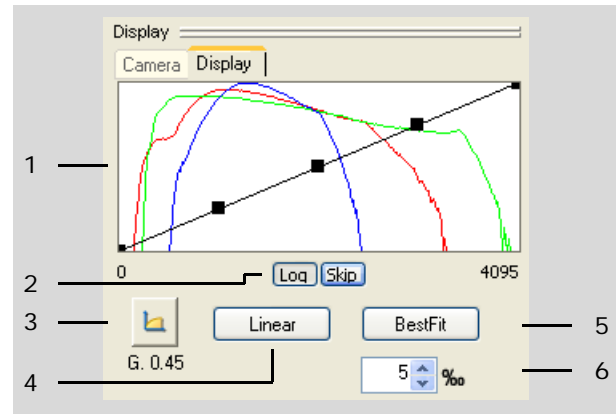 Display
Camera Display
1
0 Log Skip 4095
2
3 Linear BestFit 5
G. 0.45
4 5 ‰ 6